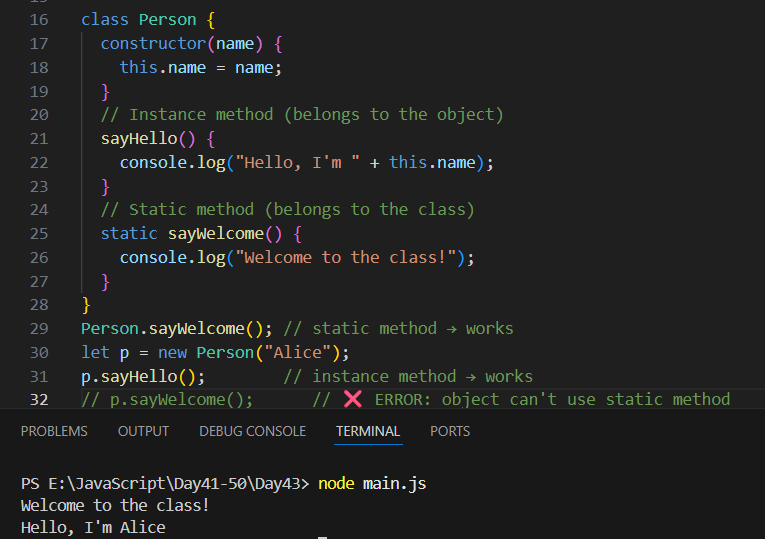 16 class Person {
17   constructor(name) {
18     this.name = name;
19   }
20   // Instance method (belongs to the object)
21   sayHello() {
22     console.log("Hello, I'm " + this.name);
23   }
24   // Static method (belongs to the class)
25   static sayWelcome() {
26     console.log("Welcome to the class!");
27   }
28 }
29 Person.sayWelcome(); // static method → works
30 let p = new Person("Alice");
31 p.sayHello();        // instance method → works
32 // p.sayWelcome();      // ❌ ERROR: object can't use static method
PROBLEMS OUTPUT DEBUG CONSOLE TERMINAL PORTS
PS E:\JavaScript\Day41-50\Day43> node main.js
Welcome to the class!
Hello, I'm Alice